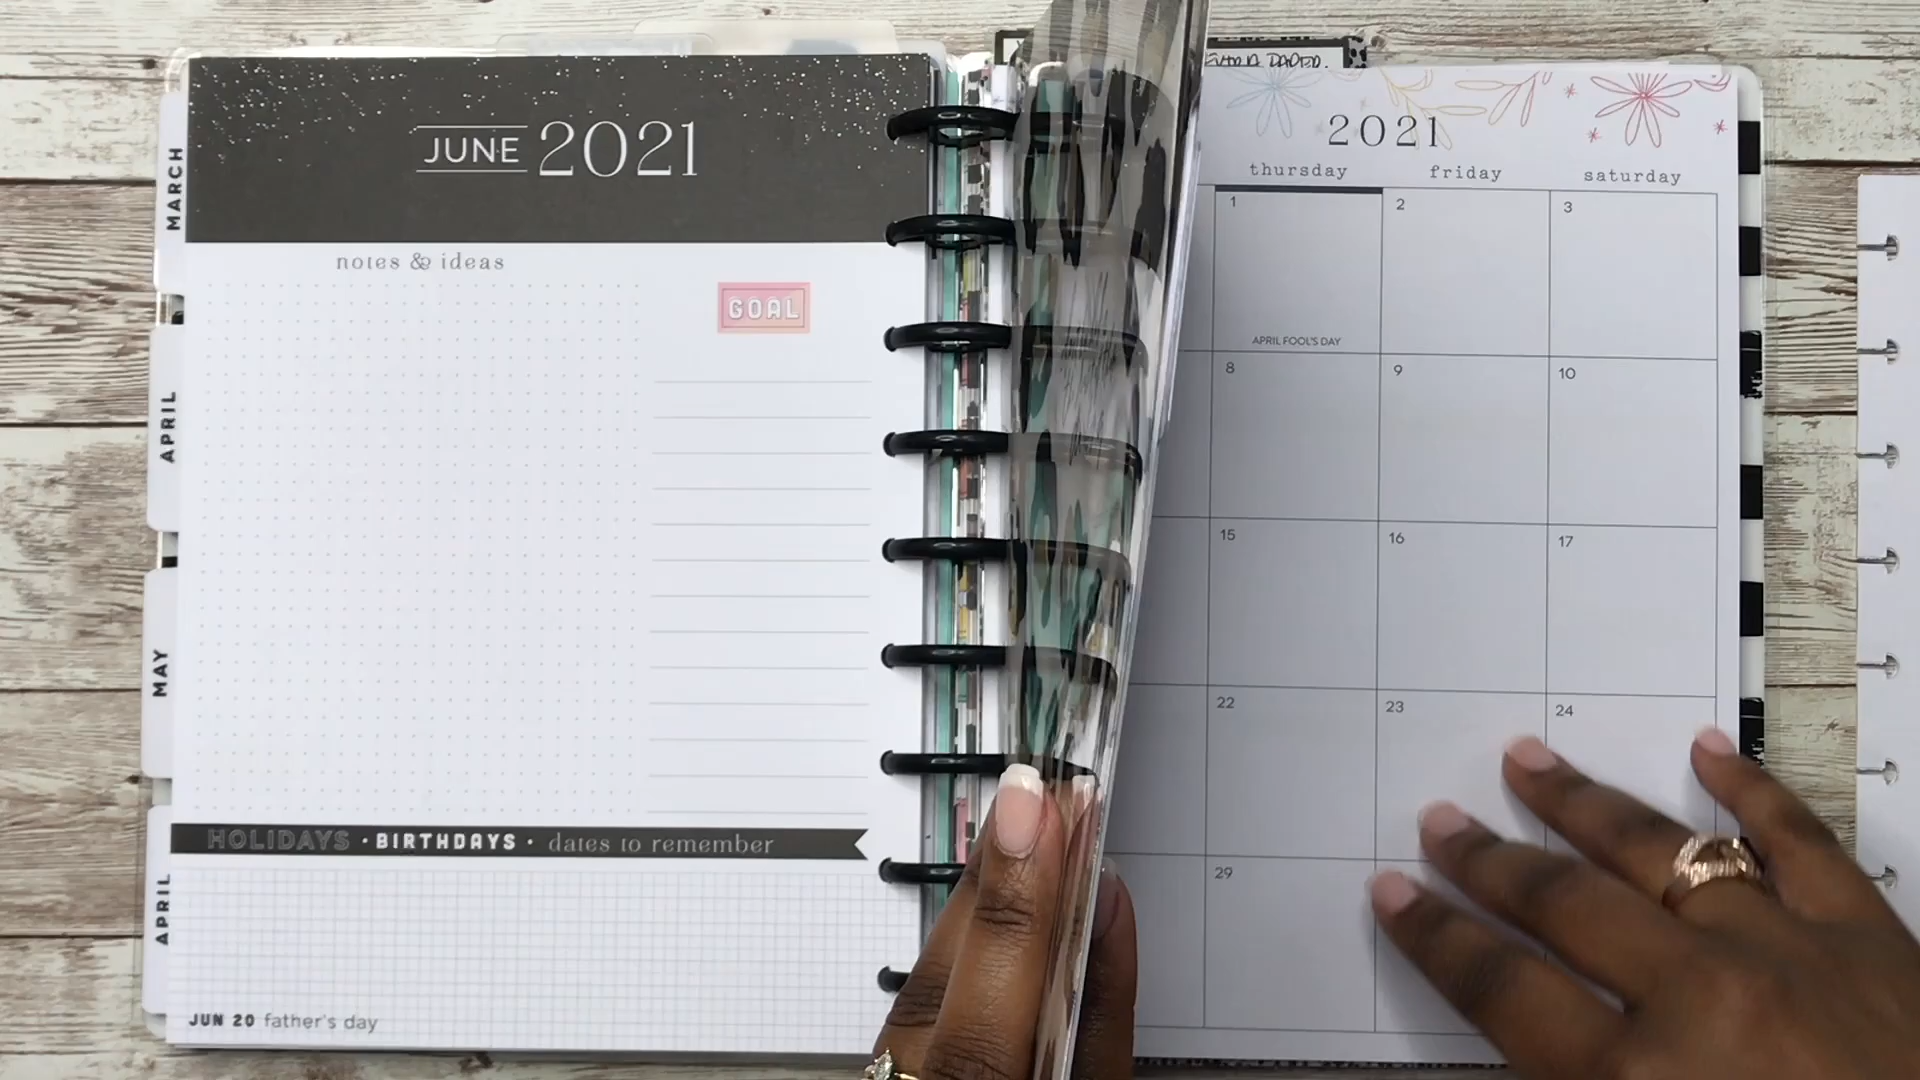 JUNE 2021
notes & ideas
GOAL
HOLIDAYS · BIRTHDAYS · dates to remember
JUN 20 father's day
MARCH
APRIL
MAY
APRIL
EXTRA PAPER.
2021
thursday friday saturday
1 2 3
APRIL FOOL'S DAY
8 9 10
15 16 17
22 23 24
29